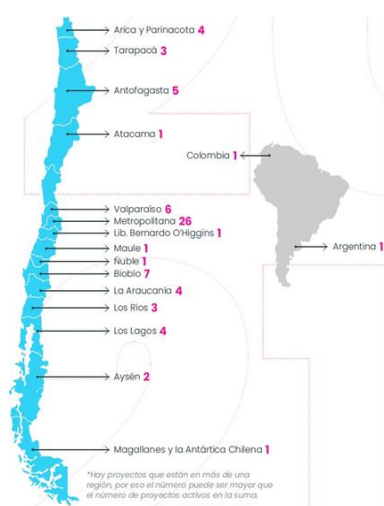 Arica y Parinacota 4
Tarapacá 3
Antofagasta 5
Atacama 1
Colombia 1
Valparaíso 6
Metropolitana 26
Lib. Bernardo O'Higgins 1
Argentina 1
Maule 1
Ñuble 1
Biobío 7
La Araucanía 4
Los Ríos 3
Los Lagos 4
Aysén 2
Magallanes y la Antártica Chilena 1
*Hay proyectos que están en más de una
región, por eso el número puede ser mayor que
el número de proyectos activos en la suma.